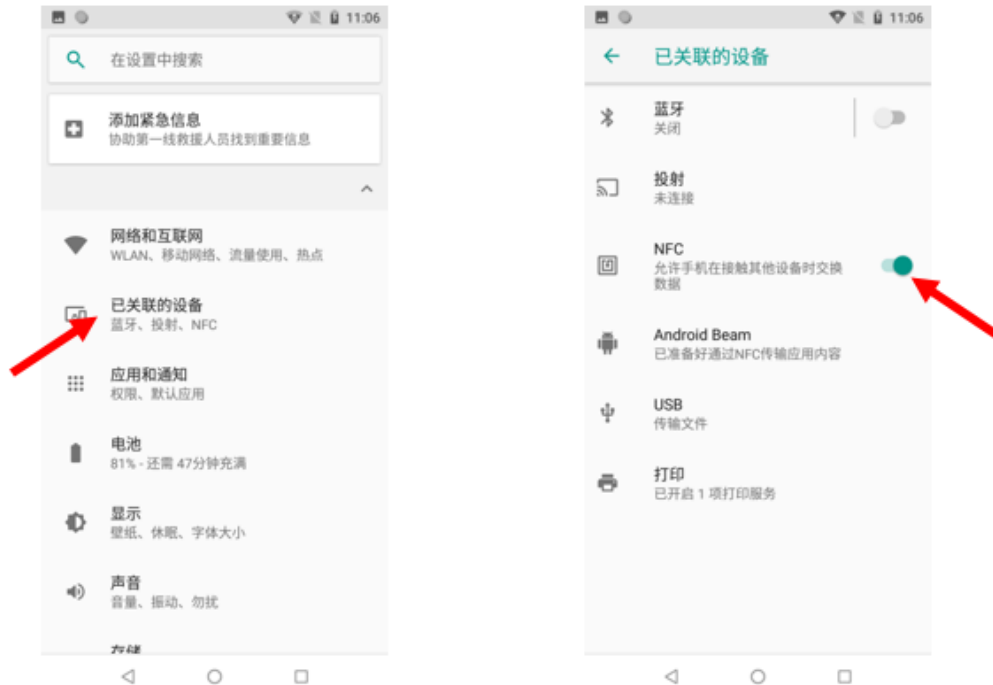 11:06
在设置中搜索
添加紧急信息
协助第一线救援人员找到重要信息
网络和互联网
WLAN、移动网络、流量使用、热点
已关联的设备
蓝牙、投射、NFC
应用和通知
权限、默认应用
电池
81% - 还需 47分钟充满
显示
壁纸、休眠、字体大小
声音
音量、振动、勿扰
存储
11:06
已关联的设备
蓝牙
关闭
投射
未连接
NFC
允许手机在接触其他设备时交换
数据
Android Beam
已准备好通过NFC传输应用内容
USB
传输文件
打印
已开启 1 项打印服务